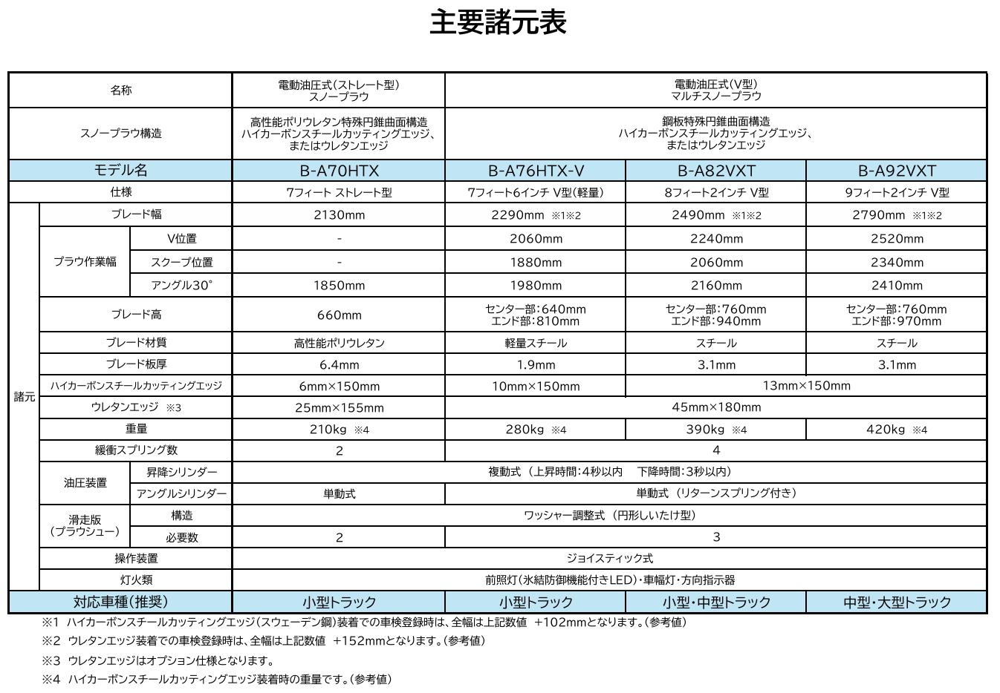 主要諸元表
名称
電動油圧式(ストレート型)
スノープラウ
電動油圧式(V型)
マルチスノープラウ
スノープラウ構造
高性能ポリウレタン特殊円錐曲面構造
ハイカーボンスチールカッティングエッジ、
またはウレタンエッジ
鋼板特殊円錐曲面構造
ハイカーボンスチールカッティングエッジ、
またはウレタンエッジ
モデル名 B-A70HTX B-A76HTX-V B-A82VXT B-A92VXT
仕様 7フィート ストレート型 7フィート6インチ V型(軽量) 8フィート2インチ V型 9フィート2インチ V型
諸元
ブレード幅 2130mm 2290mm ※1※2 2490mm ※1※2 2790mm ※1※2
プラウ作業幅
V位置 - 2060mm 2240mm 2520mm
スクープ位置 - 1880mm 2060mm 2340mm
アングル30° 1850mm 1980mm 2160mm 2410mm
ブレード高 660mm
センター部:640mm
エンド部:810mm
センター部:760mm
エンド部:940mm
センター部:760mm
エンド部:970mm
ブレード材質 高性能ポリウレタン 軽量スチール スチール スチール
ブレード板厚 6.4mm 1.9mm 3.1mm 3.1mm
ハイカーボンスチールカッティングエッジ 6mm×150mm 10mm×150mm 13mm×150mm
ウレタンエッジ ※3 25mm×155mm 45mm×180mm
重量 210kg ※4 280kg ※4 390kg ※4 420kg ※4
緩衝スプリング数 2 4
油圧装置
昇降シリンダー 複動式 (上昇時間:4秒以内 下降時間:3秒以内)
アングルシリンダー 単動式 単動式 (リターンスプリング付き)
滑走版
(プラウシュー)
構造 ワッシャー調整式 (円形しいたけ型)
必要数 2 3
操作装置 ジョイスティック式
灯火類 前照灯(氷結防御機能付きLED)・車幅灯・方向指示器
対応車種(推奨) 小型トラック 小型トラック 小型・中型トラック 中型・大型トラック
※1 ハイカーボンスチールカッティングエッジ(スウェーデン鋼)装着での車検登録時は、全幅は上記数値 +102mmとなります。(参考値)
※2 ウレタンエッジ装着での車検登録時は、全幅は上記数値 +152mmとなります。(参考値)
※3 ウレタンエッジはオプション仕様となります。
※4 ハイカーボンスチールカッティングエッジ装着時の重量です。(参考値)